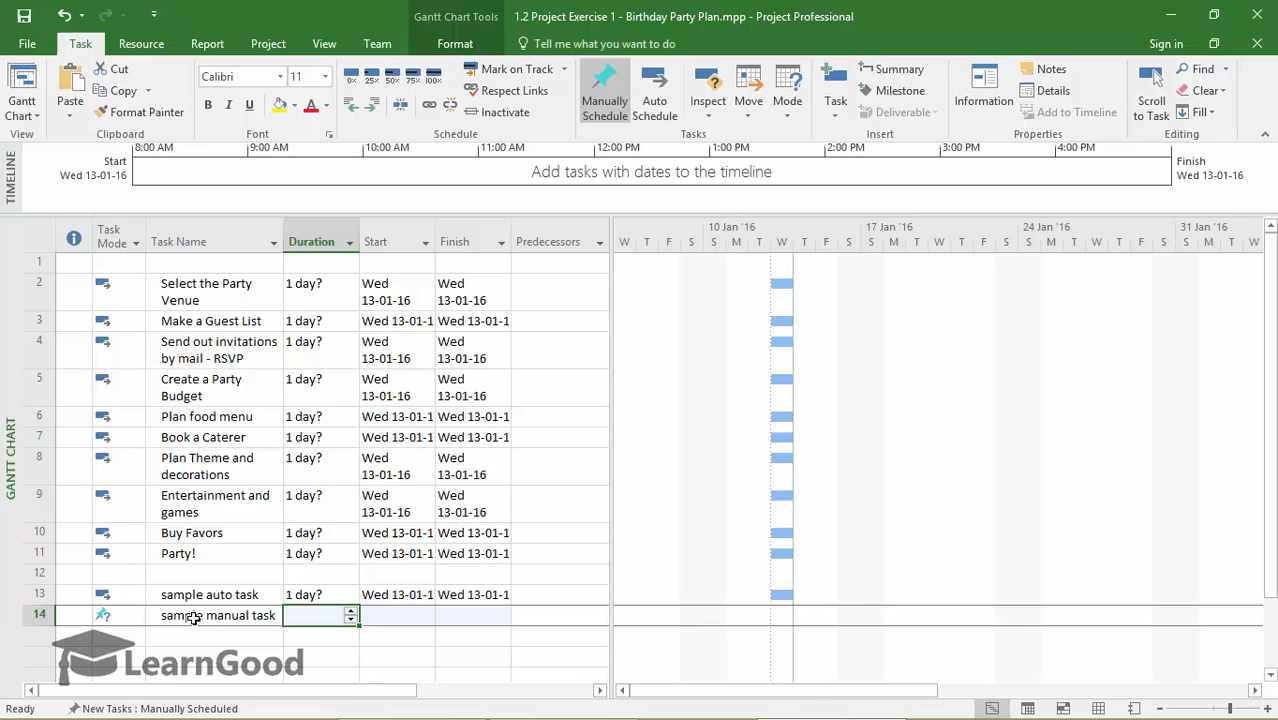 Gantt Chart Tools
1.2 Project Exercise 1 - Birthday Party Plan.mpp - Project Professional
File Task Resource Report Project View Team Format Tell me what you want to do Sign in
Gantt Chart
View
Paste
Cut
Copy
Format Painter
Clipboard
Calibri 11
B I U A
Font
0% 25% 50% 75% 100%
Mark on Track
Respect Links
Inactivate
Schedule
Manually Schedule
Auto Schedule
Inspect
Move
Mode
Tasks
Task
Summary
Milestone
Deliverable
Insert
Information
Notes
Details
Add to Timeline
Properties
Scroll to Task
Find
Clear
Fill
Editing
TIMELINE
8:00 AM 9:00 AM 10:00 AM 11:00 AM 12:00 PM 1:00 PM 2:00 PM 3:00 PM 4:00 PM
Start
Wed 13-01-16
Add tasks with dates to the timeline
Finish
Wed 13-01-16
GANTT CHART
Task Mode Task Name Duration Start Finish Predecessors
10 Jan '16 17 Jan '16 24 Jan '16 31 Jan '16
W T F S S M T W T F S S M T W T F S S M T W T F S S M T W
1
2 Select the Party Venue 1 day? Wed 13-01-16 Wed 13-01-16
3 Make a Guest List 1 day? Wed 13-01-1 Wed 13-01-1
4 Send out invitations by mail - RSVP 1 day? Wed 13-01-16 Wed 13-01-16
5 Create a Party Budget 1 day? Wed 13-01-16 Wed 13-01-16
6 Plan food menu 1 day? Wed 13-01-1 Wed 13-01-1
7 Book a Caterer 1 day? Wed 13-01-1 Wed 13-01-1
8 Plan Theme and decorations 1 day? Wed 13-01-16 Wed 13-01-16
9 Entertainment and games 1 day? Wed 13-01-16 Wed 13-01-16
10 Buy Favors 1 day? Wed 13-01-1 Wed 13-01-1
11 Party! 1 day? Wed 13-01-1 Wed 13-01-1
12
13 sample auto task 1 day? Wed 13-01-1 Wed 13-01-1
14 sample manual task
LearnGood
Ready New Tasks : Manually Scheduled